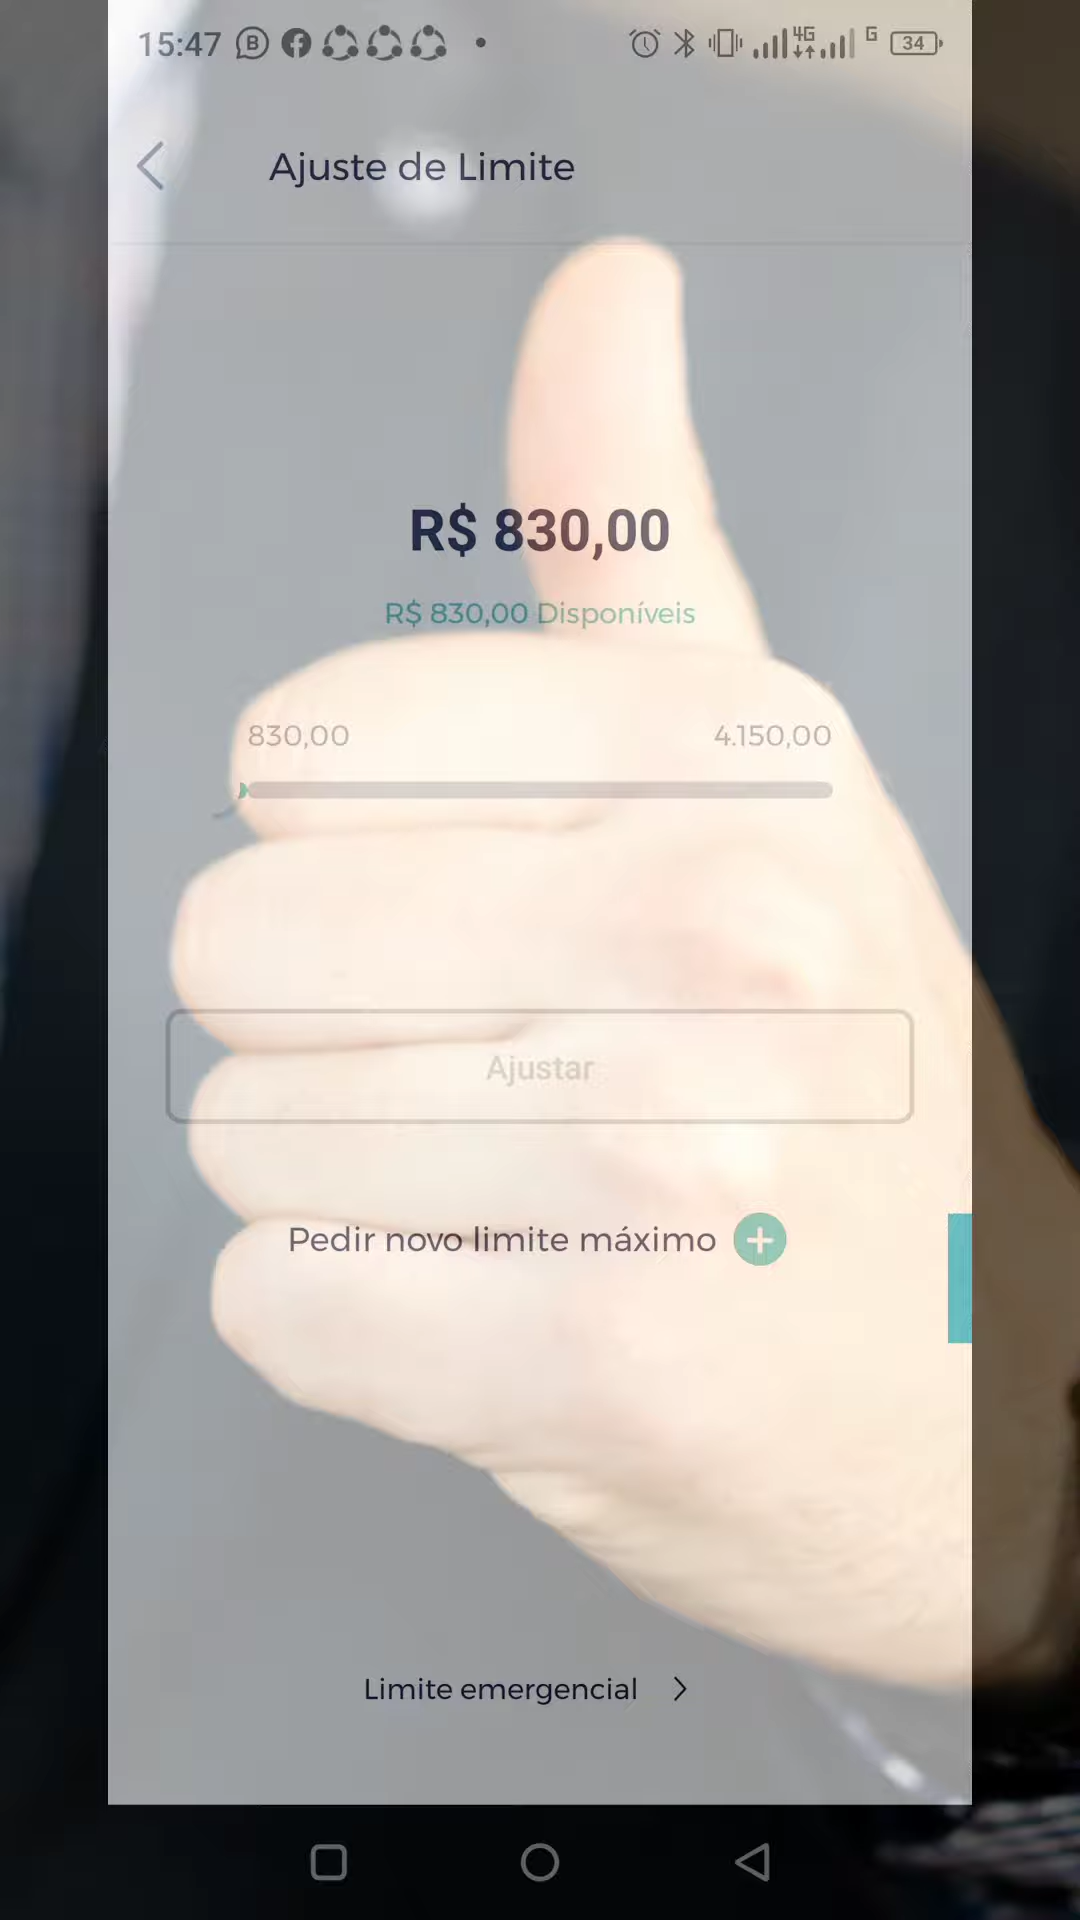 15:47
4G
G
34
Ajuste de Limite
R$ 830,00
R$ 830,00 Disponíveis
830,00
4.150,00
Ajustar
Pedir novo limite máximo
Limite emergencial